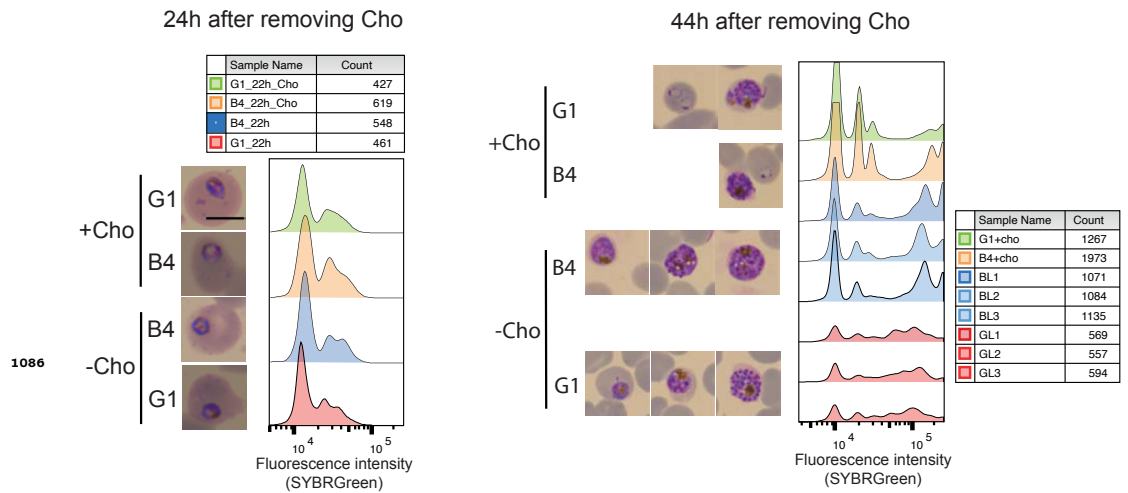 24h after removing Cho
Sample Name Count
G1_22h_Cho 427
B4_22h_Cho 619
B4_22h 548
G1_22h 461
+Cho
G1
B4
-Cho
B4
G1
1086
10^4 10^5
Fluorescence intensity
(SYBRGreen)
44h after removing Cho
+Cho
G1
B4
-Cho
B4
G1
10^4 10^5
Fluorescence intensity
(SYBRGreen)
Sample Name Count
G1+cho 1267
B4+cho 1973
BL1 1071
BL2 1084
BL3 1135
GL1 569
GL2 557
GL3 594